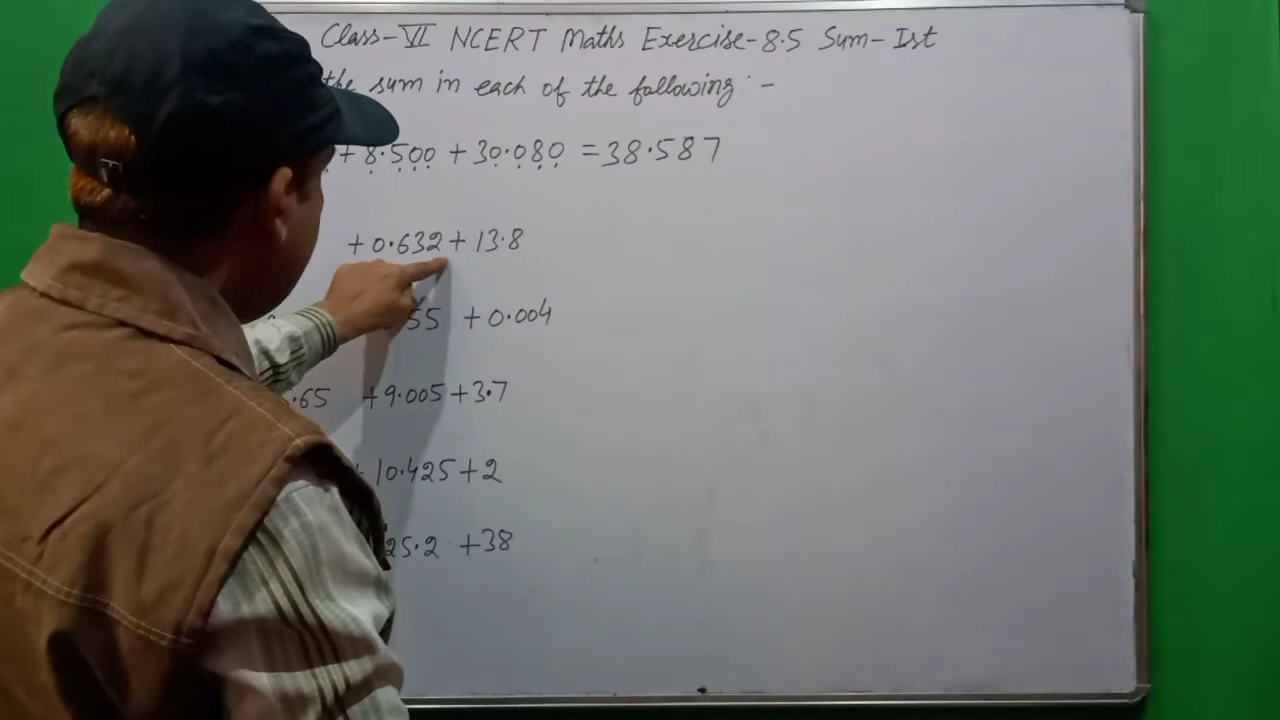 Class-VI NCERT Maths Exercise-8.5 Sum-Ist
the sum in each of the following :-
+ 8.500 + 30.080 = 38.587
+ 0.632 + 13.8
55 + 0.004
.65 + 9.005 + 3.7
+ 10.425 + 2
25.2 + 38